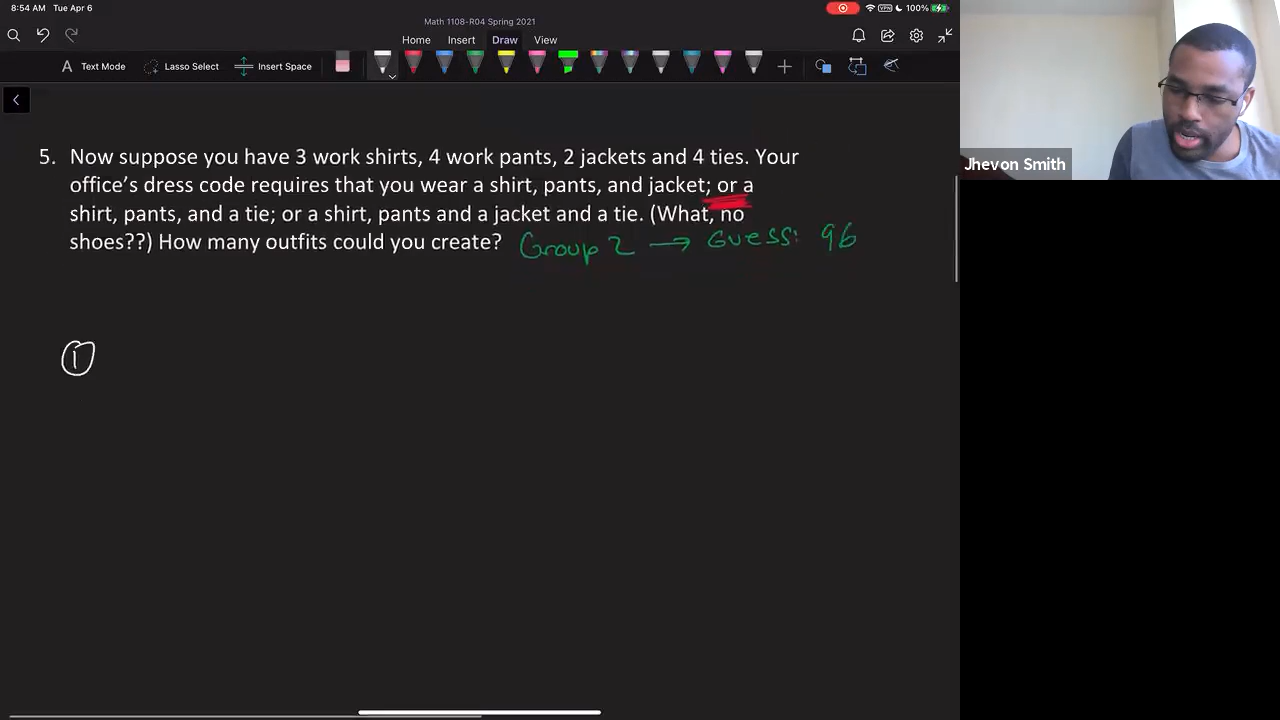 8:54 AM Tue Apr 6
VPN 100%
Math 1108-R04 Spring 2021
Home Insert Draw View
A Text Mode Lasso Select Insert Space
5. Now suppose you have 3 work shirts, 4 work pants, 2 jackets and 4 ties. Your
office's dress code requires that you wear a shirt, pants, and jacket; or a
shirt, pants, and a tie; or a shirt, pants and a jacket and a tie. (What, no
shoes??) How many outfits could you create? Group 2 → Guess: 96
①
Jhevon Smith